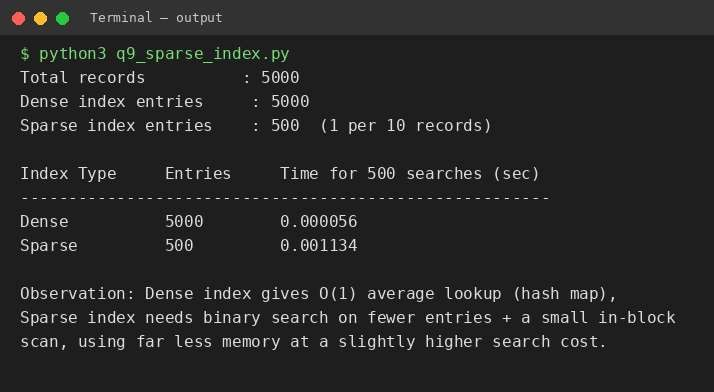 Terminal — output
$ python3 q9_sparse_index.py
Total records          : 5000
Dense index entries     : 5000
Sparse index entries    : 500  (1 per 10 records)
Index Type     Entries     Time for 500 searches (sec)
-------------------------------------------------------
Dense          5000        0.000056
Sparse         500         0.001134
Observation: Dense index gives O(1) average lookup (hash map),
Sparse index needs binary search on fewer entries + a small in-block
scan, using far less memory at a slightly higher search cost.